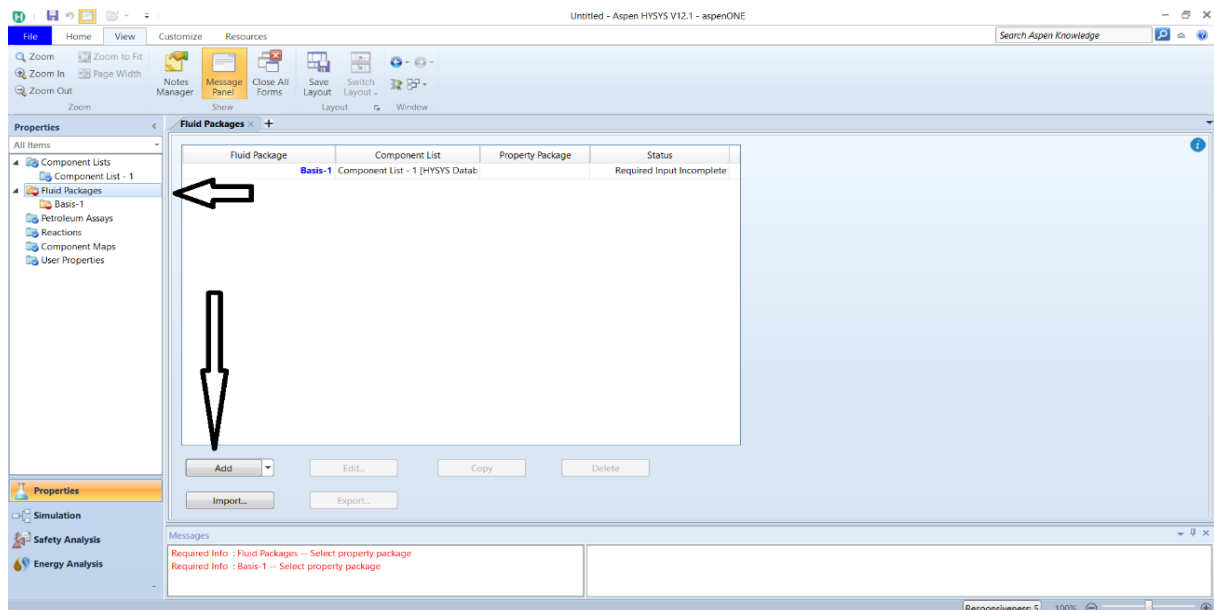 Untitled - Aspen HYSYS V12.1 - aspenONE
File Home View Customize Resources
Search Aspen Knowledge
Zoom Zoom to Fit
Zoom In Page Width
Zoom Out
Zoom
Notes Manager
Message Panel
Close All Forms
Show
Save Layout
Switch Layout
Layout
Window
Properties
All Items
Component Lists
Component List - 1
Fluid Packages
Basis-1
Petroleum Assays
Reactions
Component Maps
User Properties
Properties
Simulation
Safety Analysis
Energy Analysis
Fluid Packages × +
Fluid Package Component List Property Package Status
Basis-1 Component List - 1 [HYSYS Datab Required Input Incomplete
Add Edit... Copy Delete
Import... Export...
Messages
Required Info : Fluid Packages -- Select property package
Required Info : Basis-1 -- Select property package
Responsiveness: 5 100%